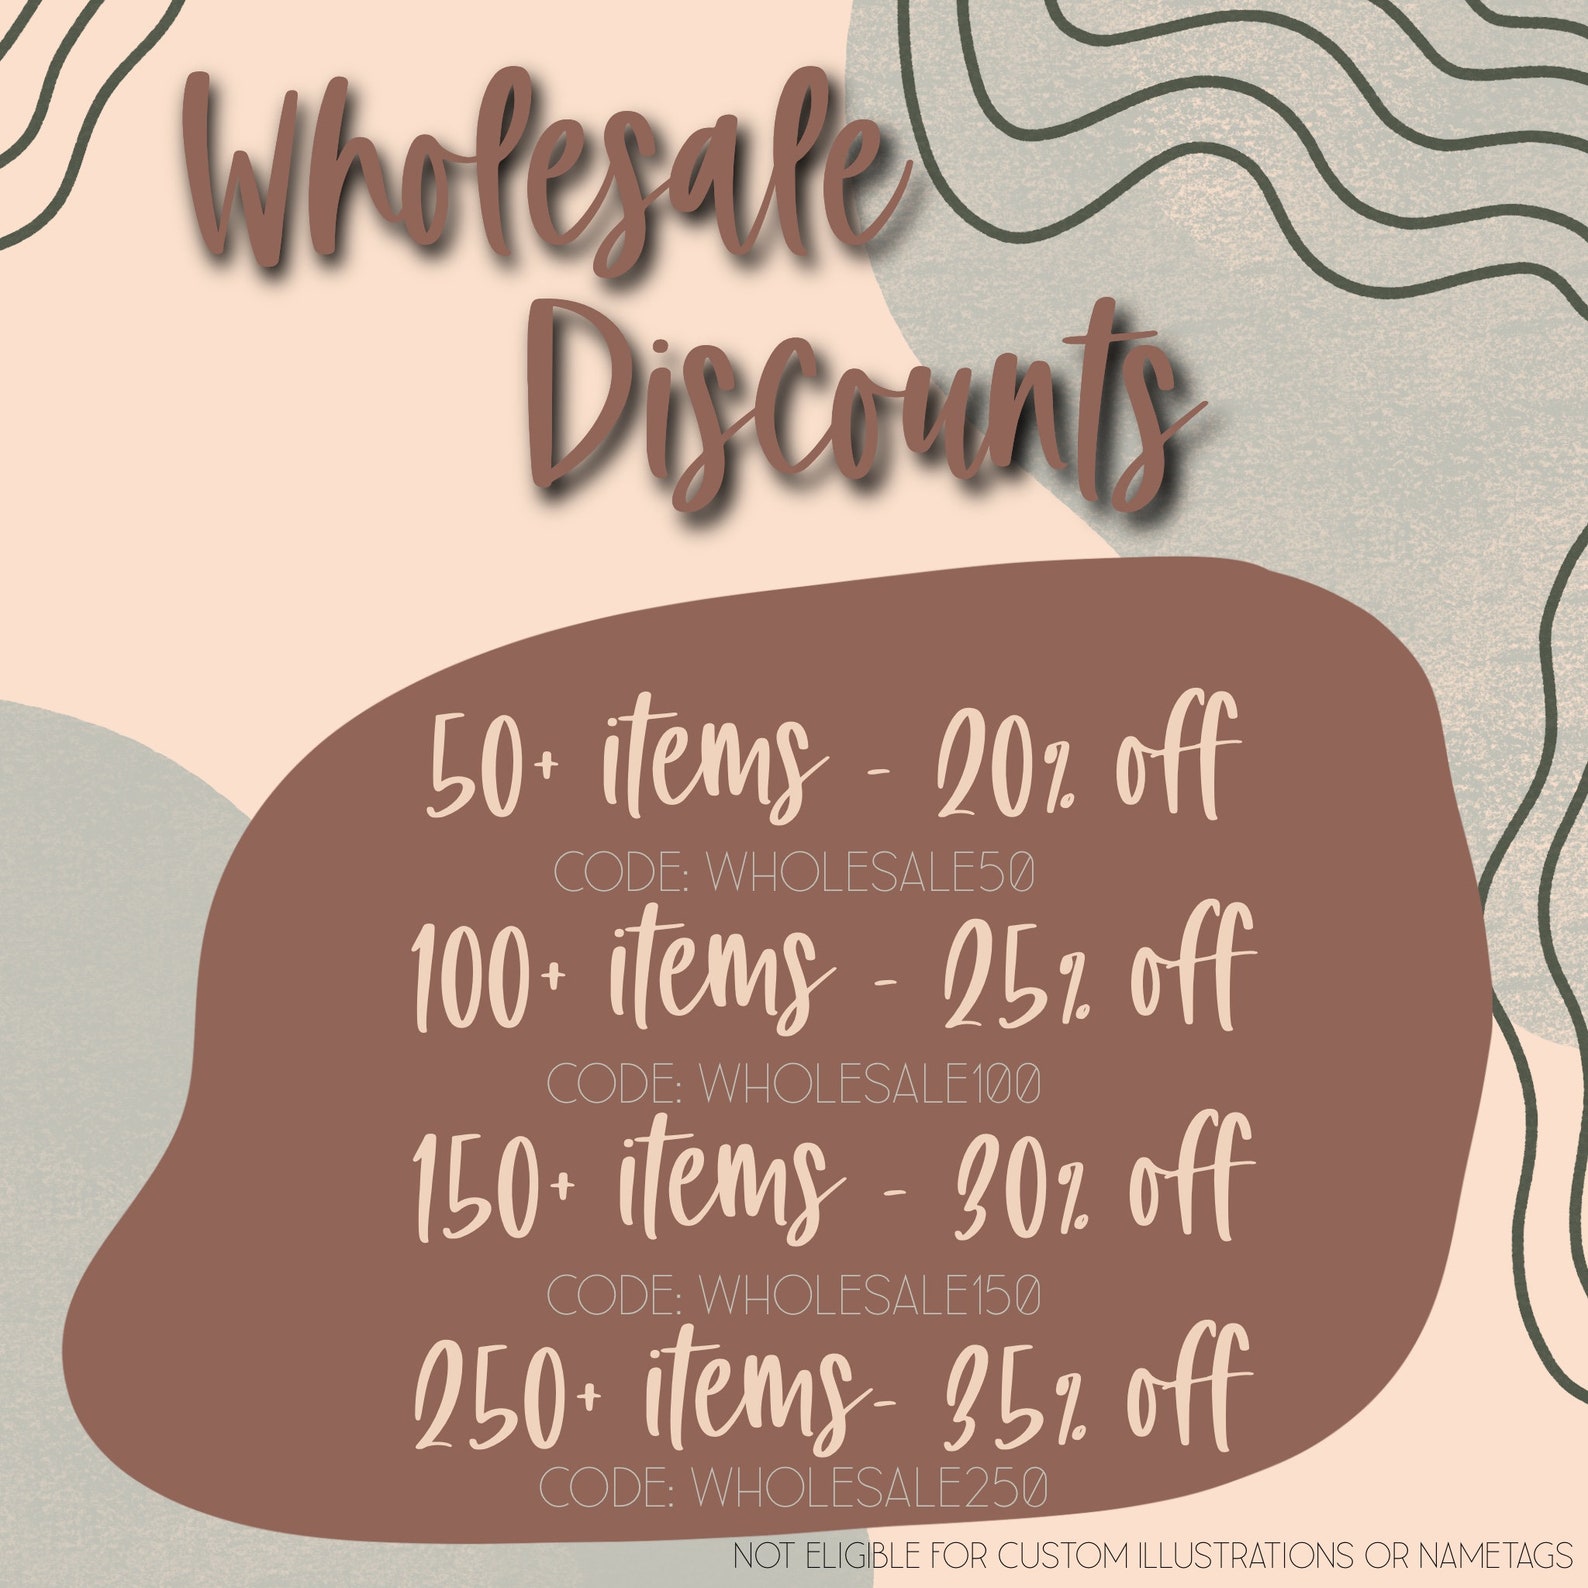 Wholesale
Discounts
50+ items - 20% off
CODE: WHOLESALE50
100+ items - 25% off
CODE: WHOLESALE100
150+ items - 30% off
CODE: WHOLESALE150
250+ items- 35% off
CODE: WHOLESALE250
NOT ELIGIBLE FOR CUSTOM ILLUSTRATIONS OR NAMETAGS